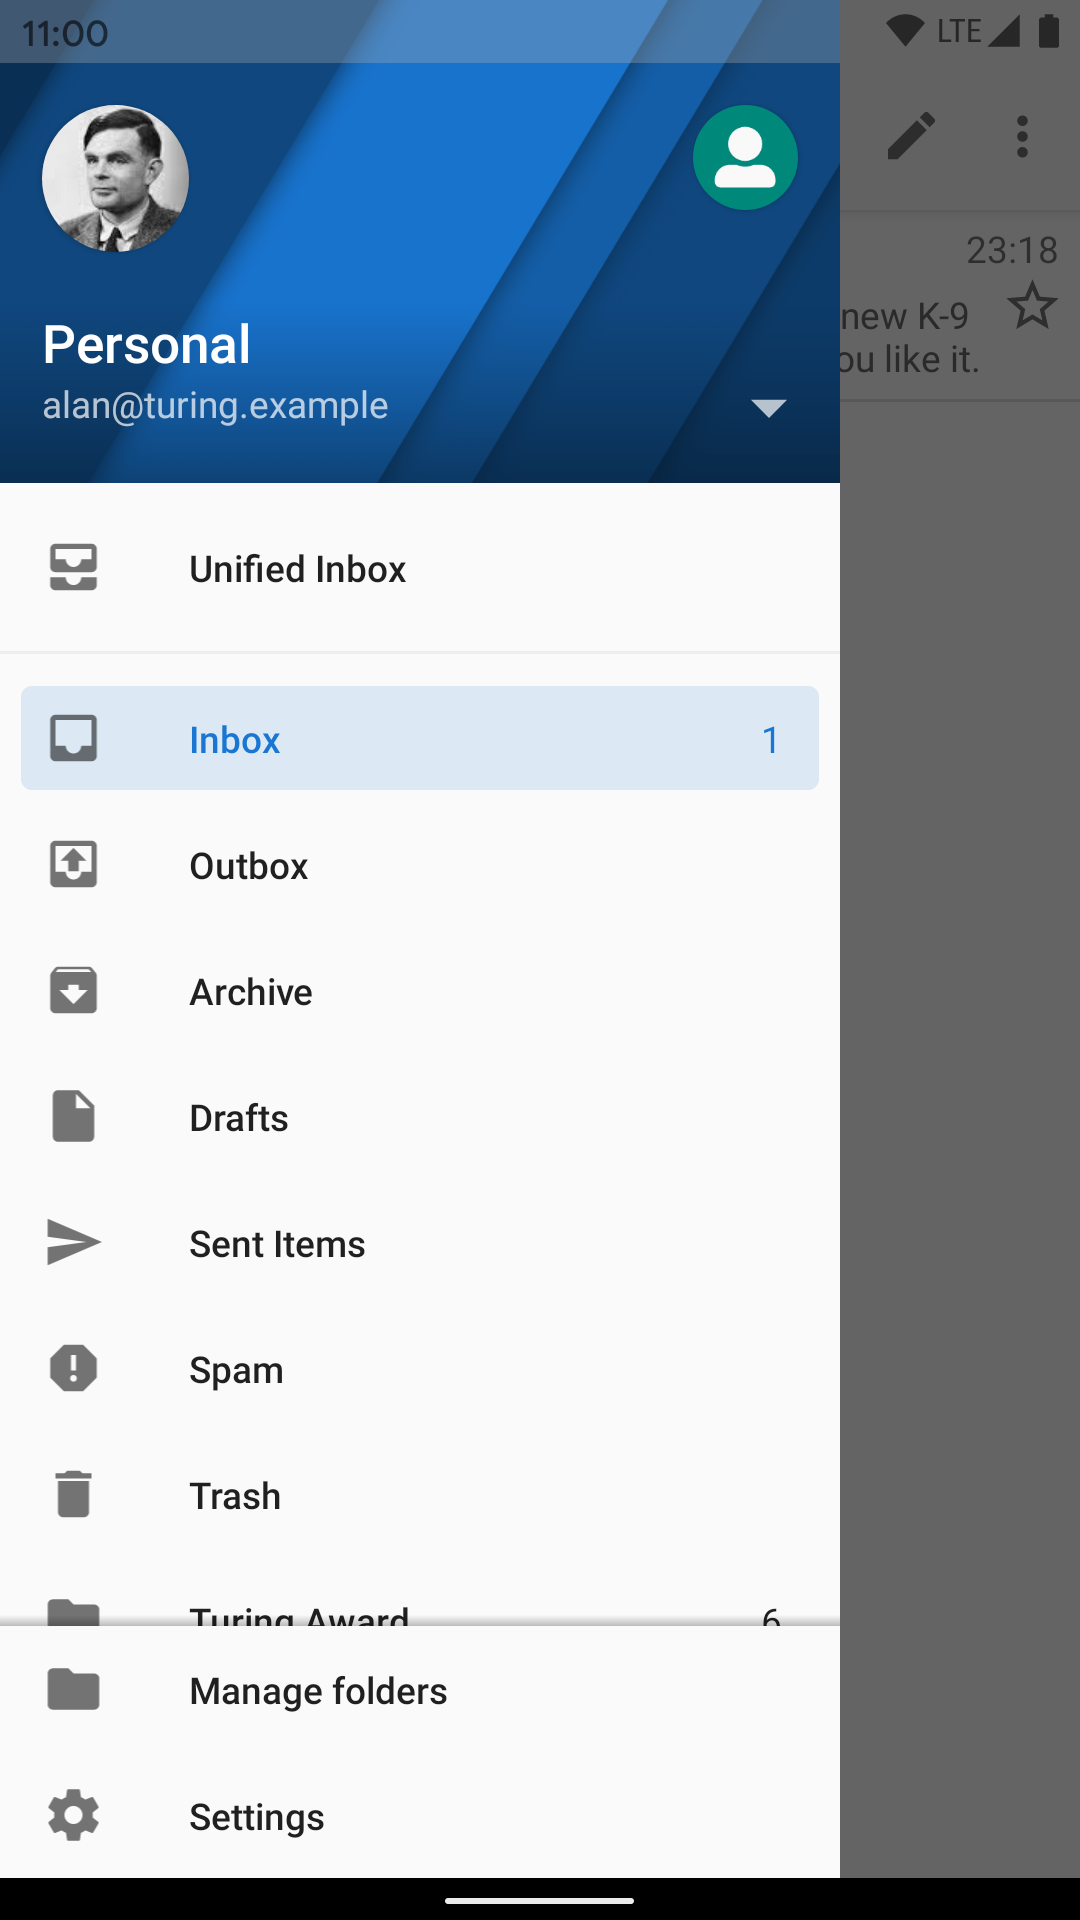 11:00
LTE
23:18
new K-9
ou like it.
Personal
alan@turing.example
Unified Inbox
Inbox 1
Outbox
Archive
Drafts
Sent Items
Spam
Trash
Turing Award 6
Manage folders
Settings